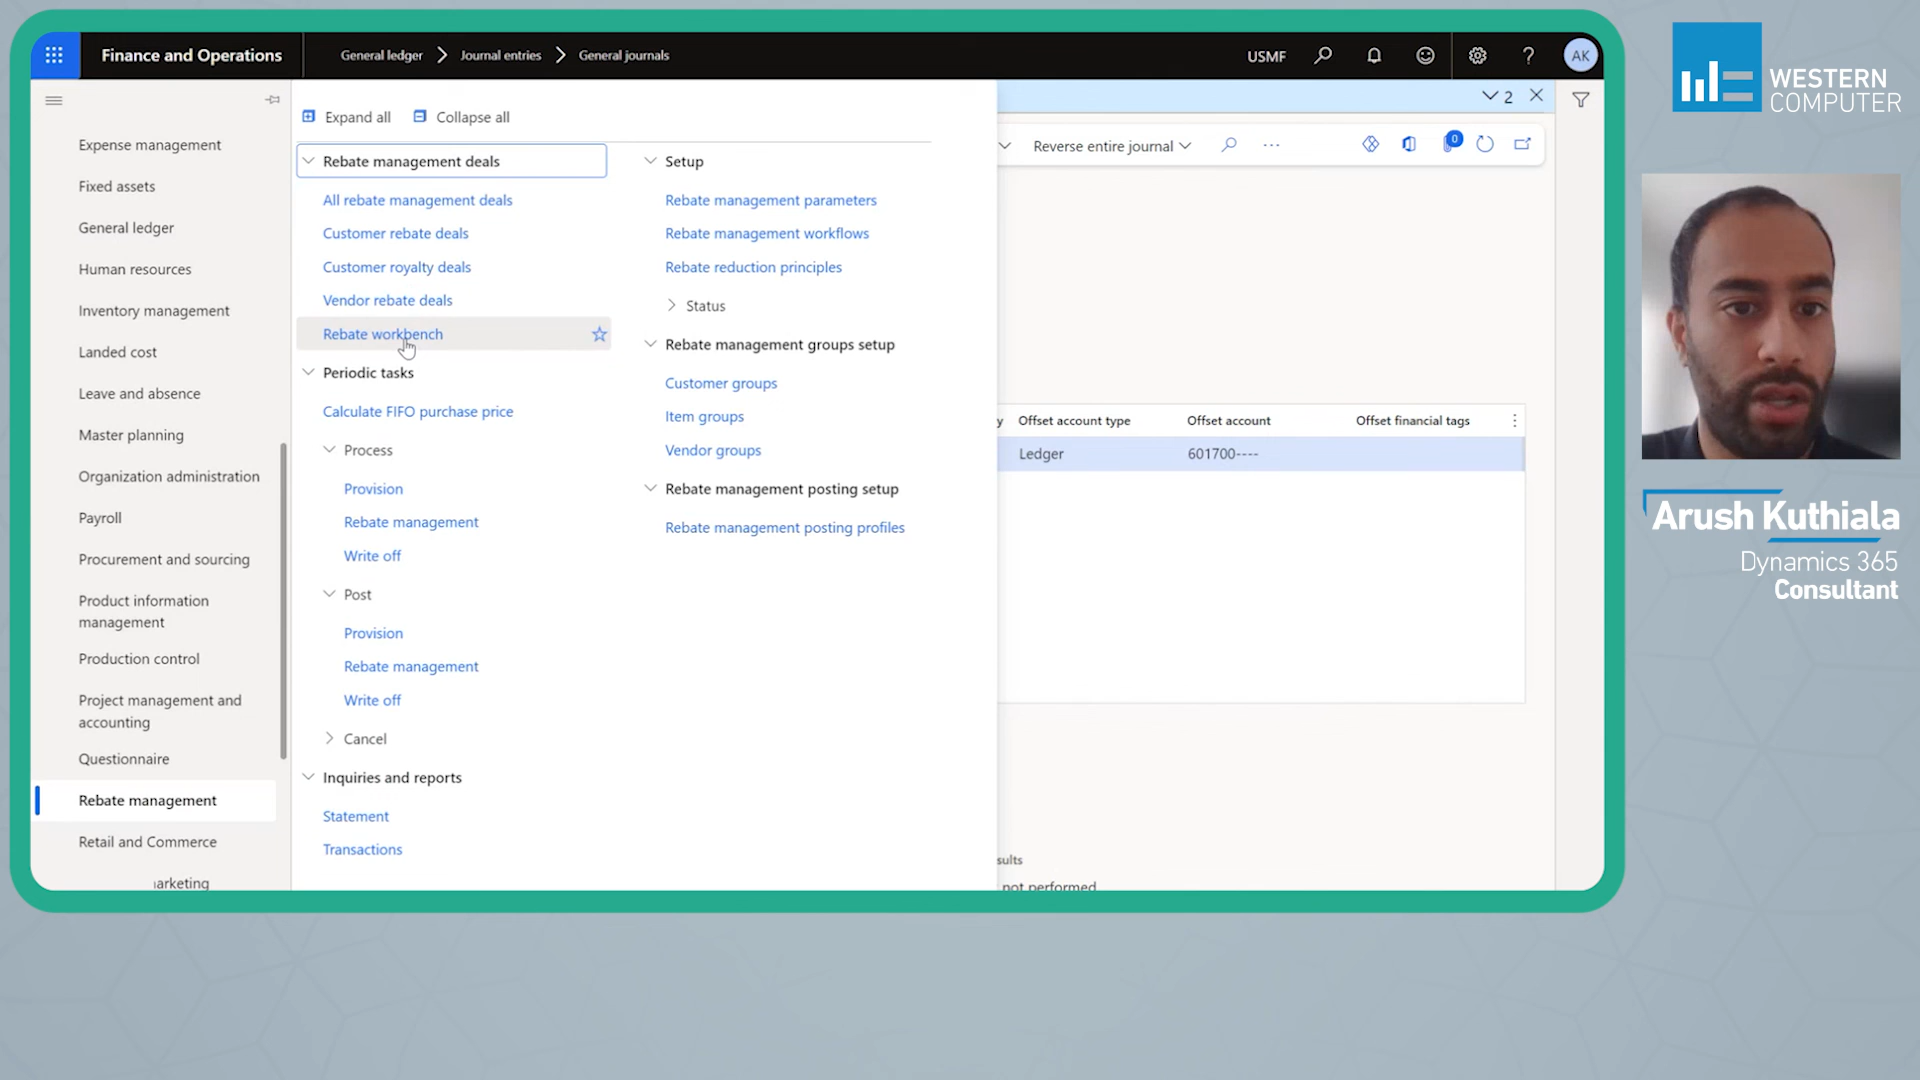 Finance and Operations
General ledger
Journal entries
General journals
USMF
AK
Expense management
Fixed assets
General ledger
Human resources
Inventory management
Landed cost
Leave and absence
Master planning
Organization administration
Payroll
Procurement and sourcing
Product information
management
Production control
Project management and
accounting
Questionnaire
Rebate management
Retail and Commerce
Expand all
Collapse all
Rebate management deals
All rebate management deals
Customer rebate deals
Customer royalty deals
Vendor rebate deals
Rebate workbench
Periodic tasks
Calculate FIFO purchase price
Process
Provision
Rebate management
Write off
Post
Provision
Rebate management
Write off
Cancel
Inquiries and reports
Statement
Transactions
Setup
Rebate management parameters
Rebate management workflows
Rebate reduction principles
Status
Rebate management groups setup
Customer groups
Item groups
Vendor groups
Rebate management posting setup
Rebate management posting profiles
2
Reverse entire journal
0
y Offset account type Offset account Offset financial tags
Ledger 601700----
sults
not performed
WESTERN
COMPUTER
Arush Kuthiala
Dynamics 365
Consultant